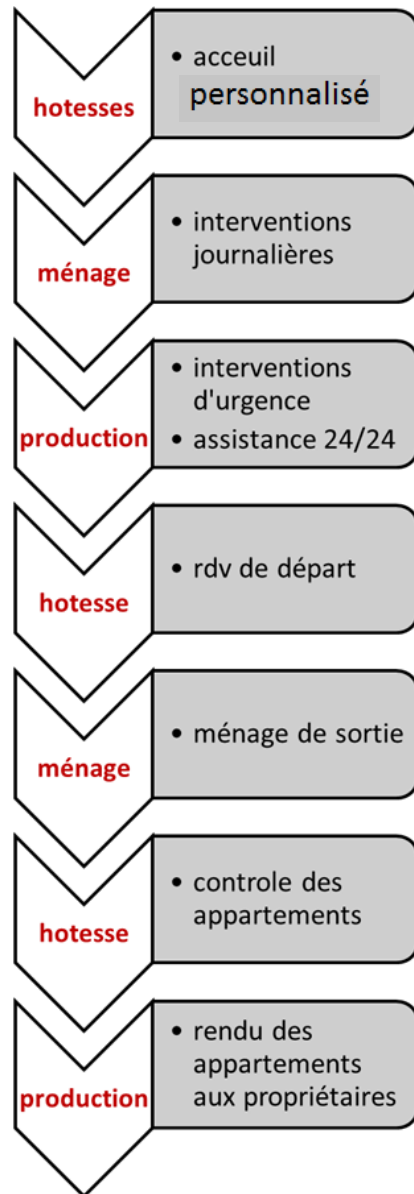 hotesses
• acceuil
personnalisé
ménage
• interventions
journalières
production
• interventions
d'urgence
• assistance 24/24
hotesse
• rdv de départ
ménage
• ménage de sortie
hotesse
• controle des
appartements
production
• rendu des
appartements
aux propriétaires